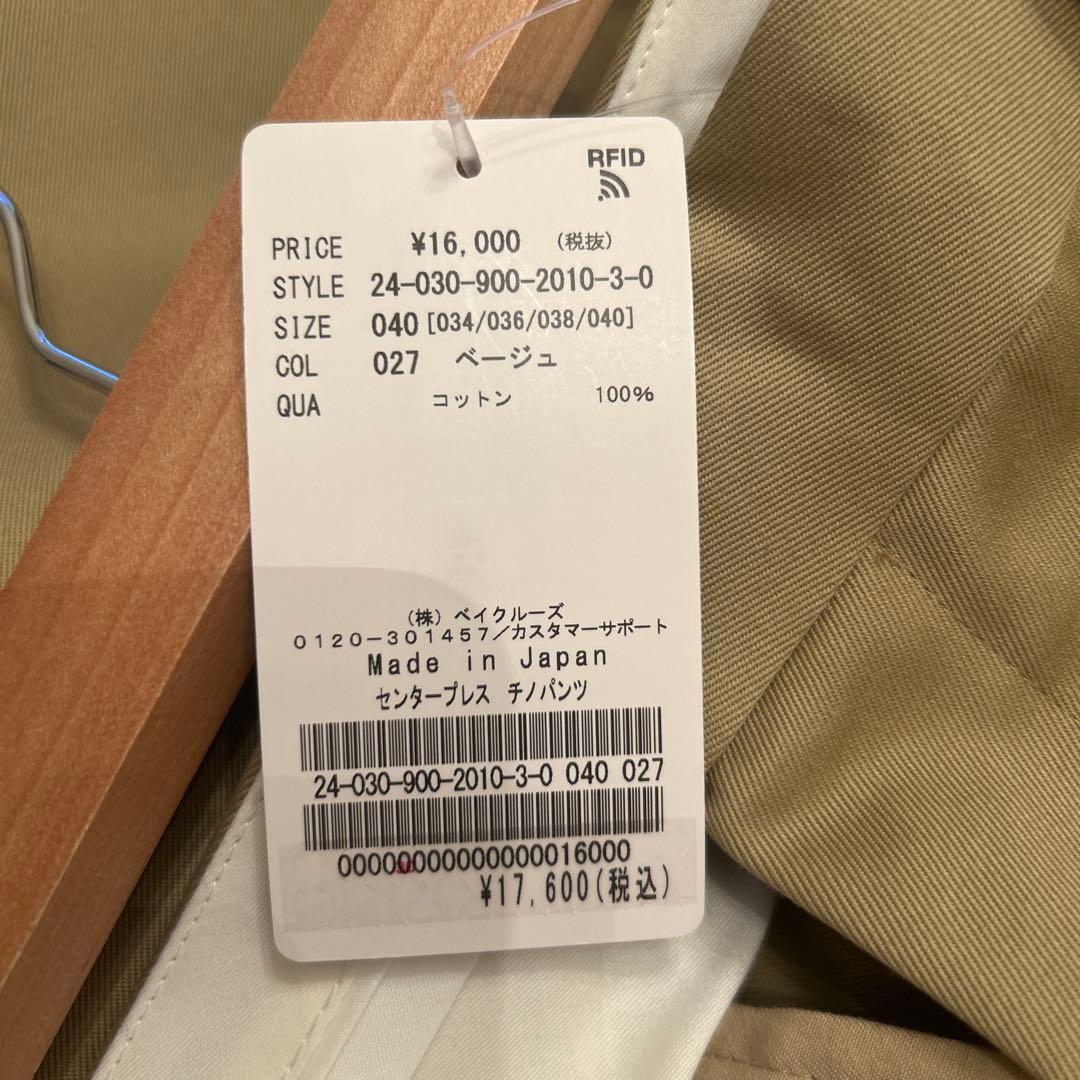 RFID
PRICE ¥16,000 (税抜)
STYLE 24-030-900-2010-3-0
SIZE 040 [034/036/038/040]
COL 027 ベージュ
QUA コットン 100%
(株) ベイクルーズ
0120-301457/カスタマーサポート
Made in Japan
センタープレス チノパンツ
24-030-900-2010-3-0 040 027
000000000000000016000
¥17,600(税込)